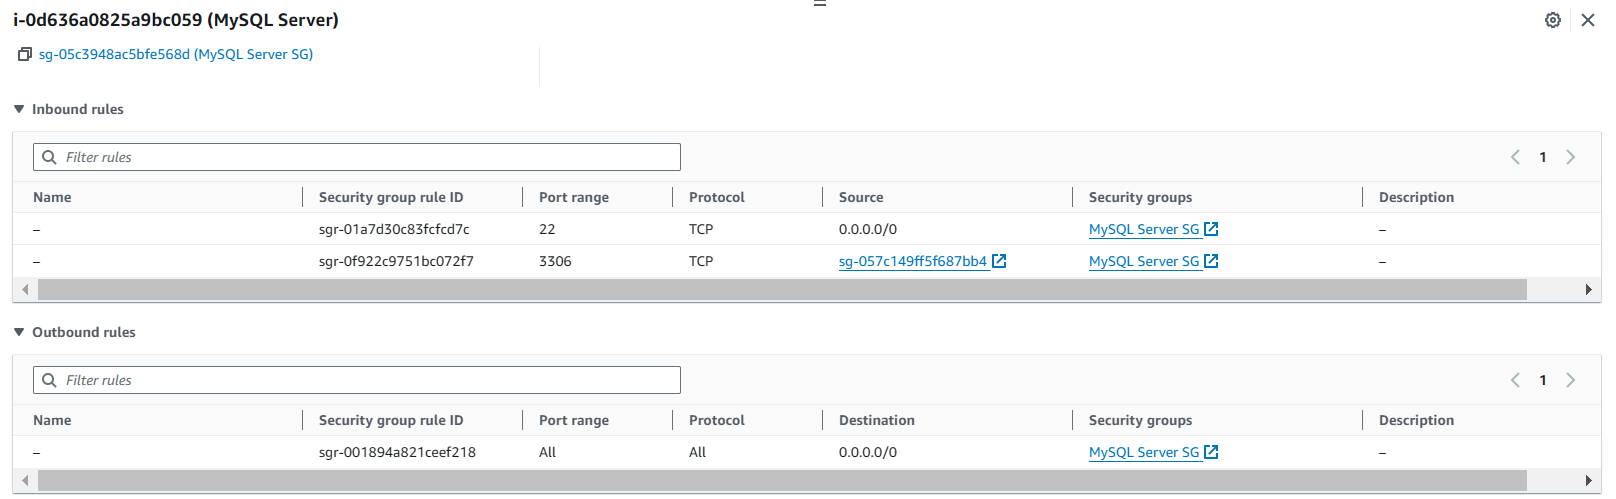 i-0d636a0825a9bc059 (MySQL Server)
sg-05c3948ac5bfe568d (MySQL Server SG)
Inbound rules
Filter rules
1
Name Security group rule ID Port range Protocol Source Security groups Description
– sgr-01a7d30c83fcfcd7c 22 TCP 0.0.0.0/0 MySQL Server SG –
– sgr-0f922c9751bc072f7 3306 TCP sg-057c149ff5f687bb4 MySQL Server SG –
Outbound rules
Filter rules
1
Name Security group rule ID Port range Protocol Destination Security groups Description
– sgr-001894a821ceef218 All All 0.0.0.0/0 MySQL Server SG –